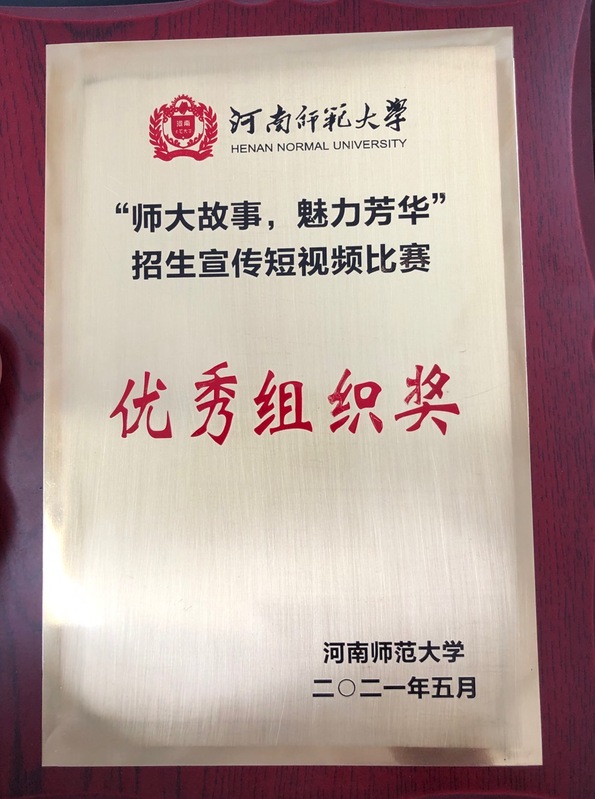 河南师范大学
HENAN NORMAL UNIVERSITY
“师大故事，魅力芳华”
招生宣传短视频比赛
优秀组织奖
河南师范大学
二〇二一年五月